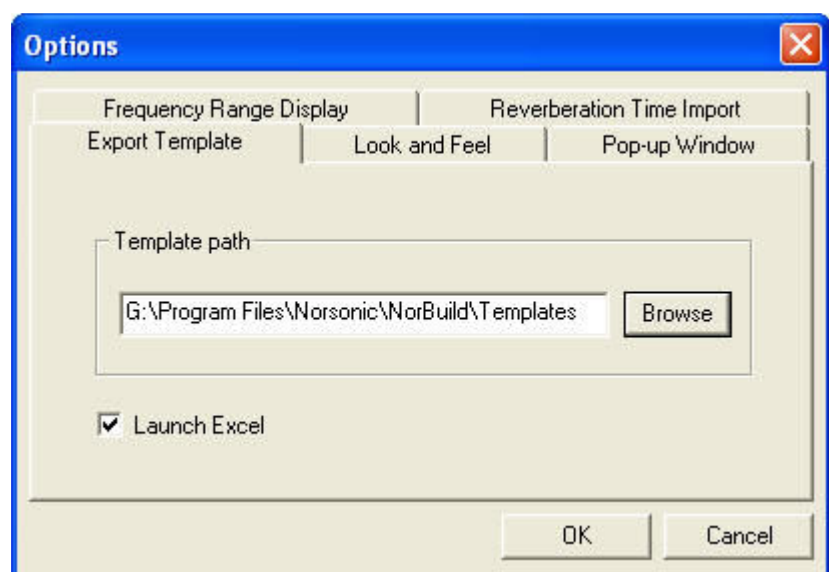 Options
Frequency Range Display Reverberation Time Import
Export Template Look and Feel Pop-up Window
Template path
G:\Program Files\Norsonic\NorBuild\Templates Browse
Launch Excel
OK Cancel